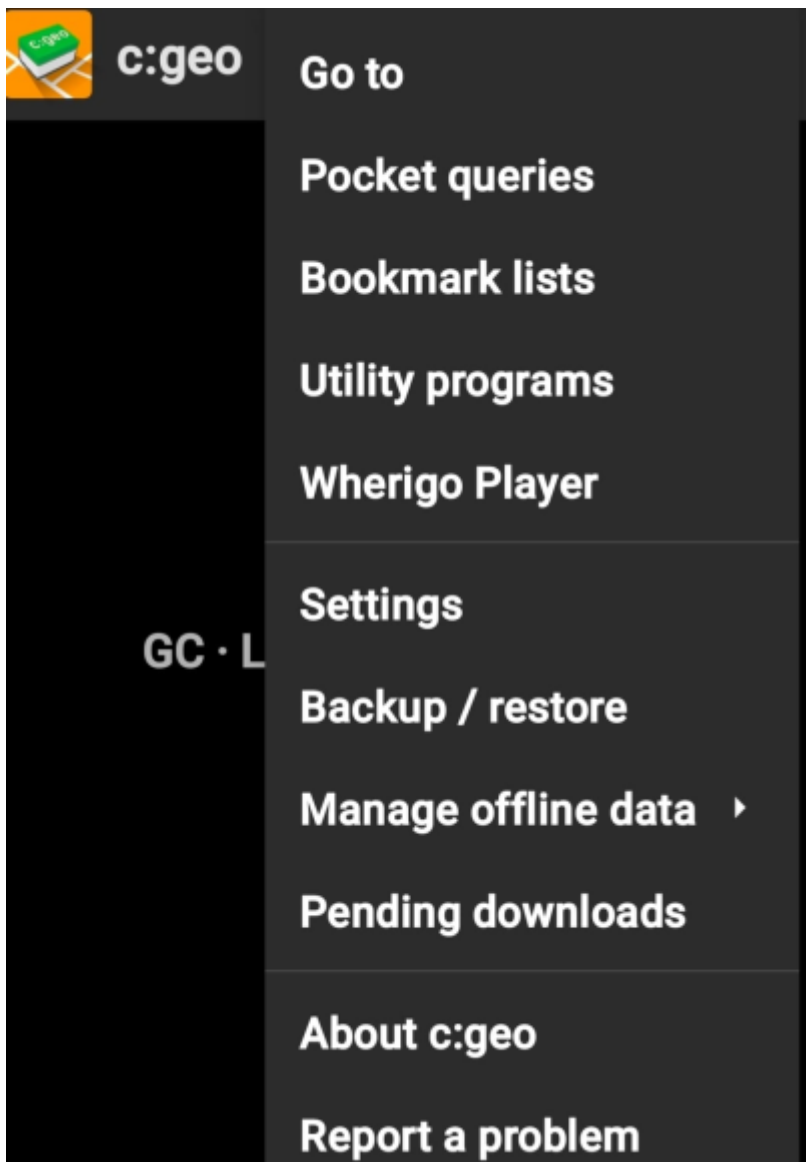 c:geo
c:geo
Go to
Pocket queries
Bookmark lists
Utility programs
Wherigo Player
Settings
GC · L
Backup / restore
Manage offline data
Pending downloads
About c:geo
Report a problem